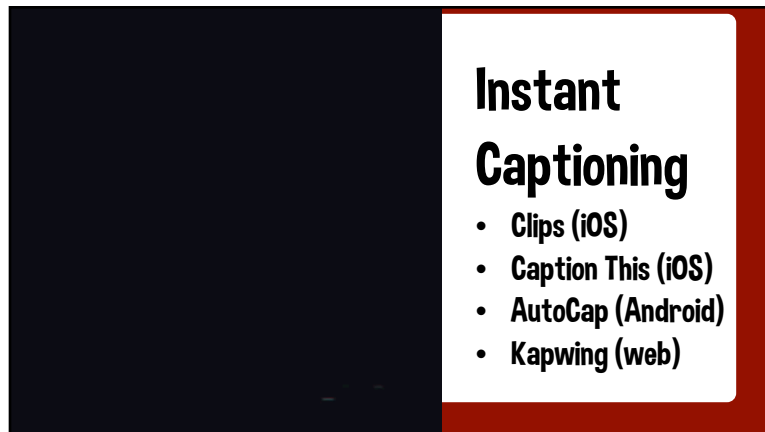 Instant
Captioning
• Clips (iOS)
• Caption This (iOS)
• AutoCap (Android)
• Kapwing (web)